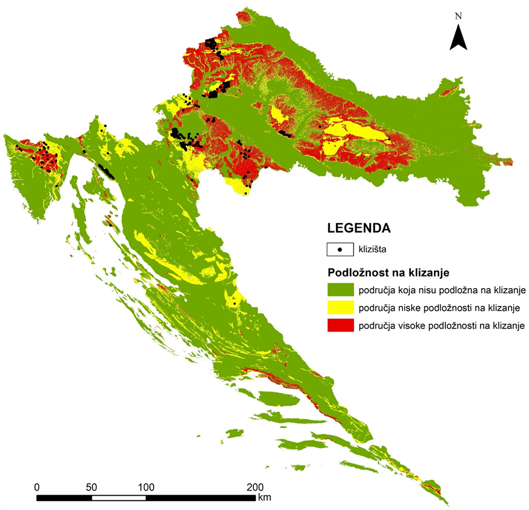 N
LEGENDA
klizišta
Podložnost na klizanje
područja koja nisu podložna na klizanje
područja niske podložnosti na klizanje
područja visoke podložnosti na klizanje
0 50 100 200
km